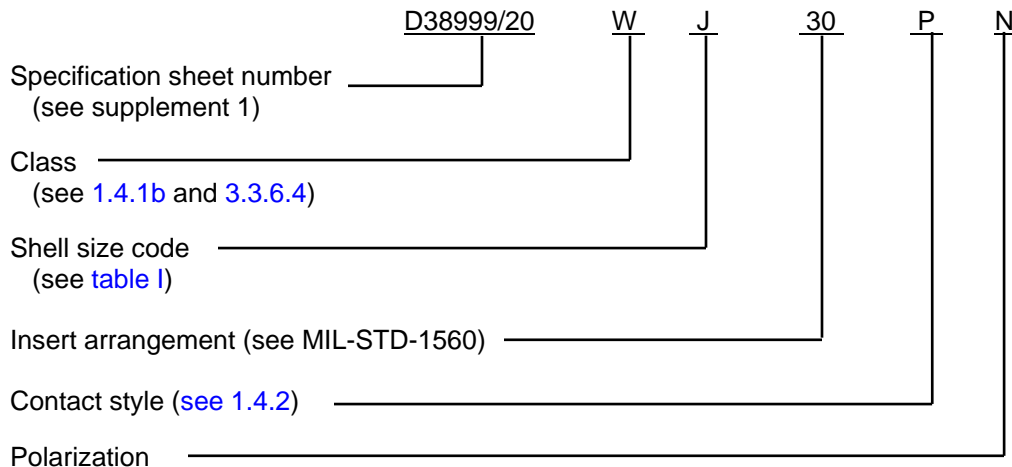 D38999/20 W J 30 P N
Specification sheet number
(see supplement 1)
Class
(see 1.4.1b and 3.3.6.4)
Shell size code
(see table I)
Insert arrangement (see MIL-STD-1560)
Contact style (see 1.4.2)
Polarization